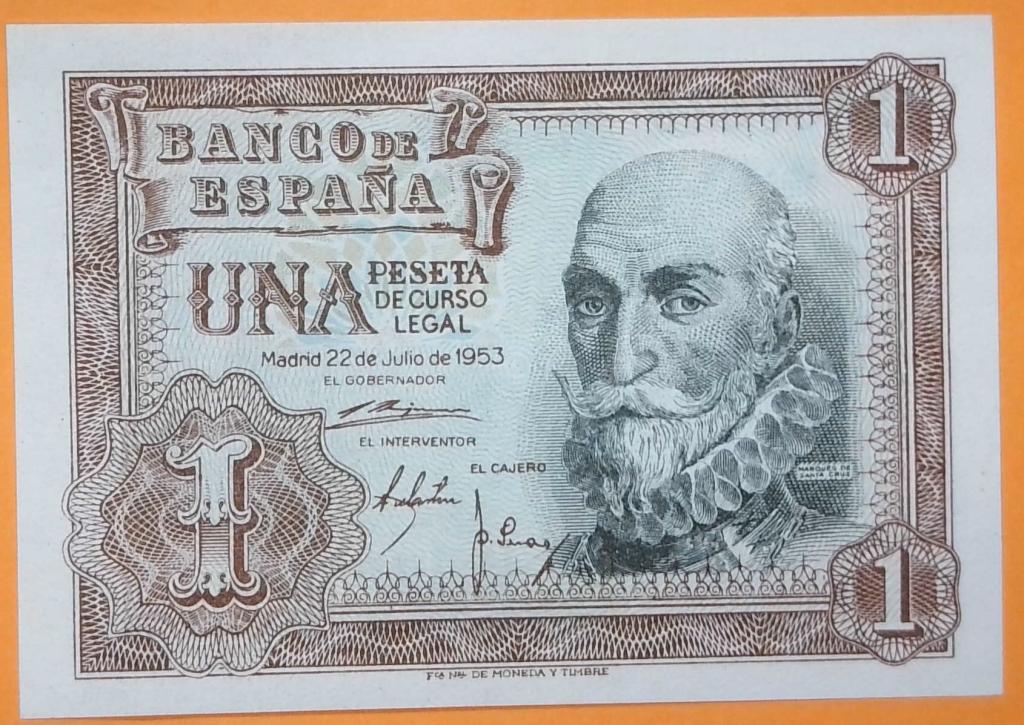 BANCO DE
ESPAÑA
UNA PESETA
DE CURSO
LEGAL
Madrid 22 de Julio de 1953
EL GOBERNADOR
EL INTERVENTOR
EL CAJERO
MARQUES DE
SANTA CRUZ
1
1
1
Fca Nal DE MONEDA Y TIMBRE